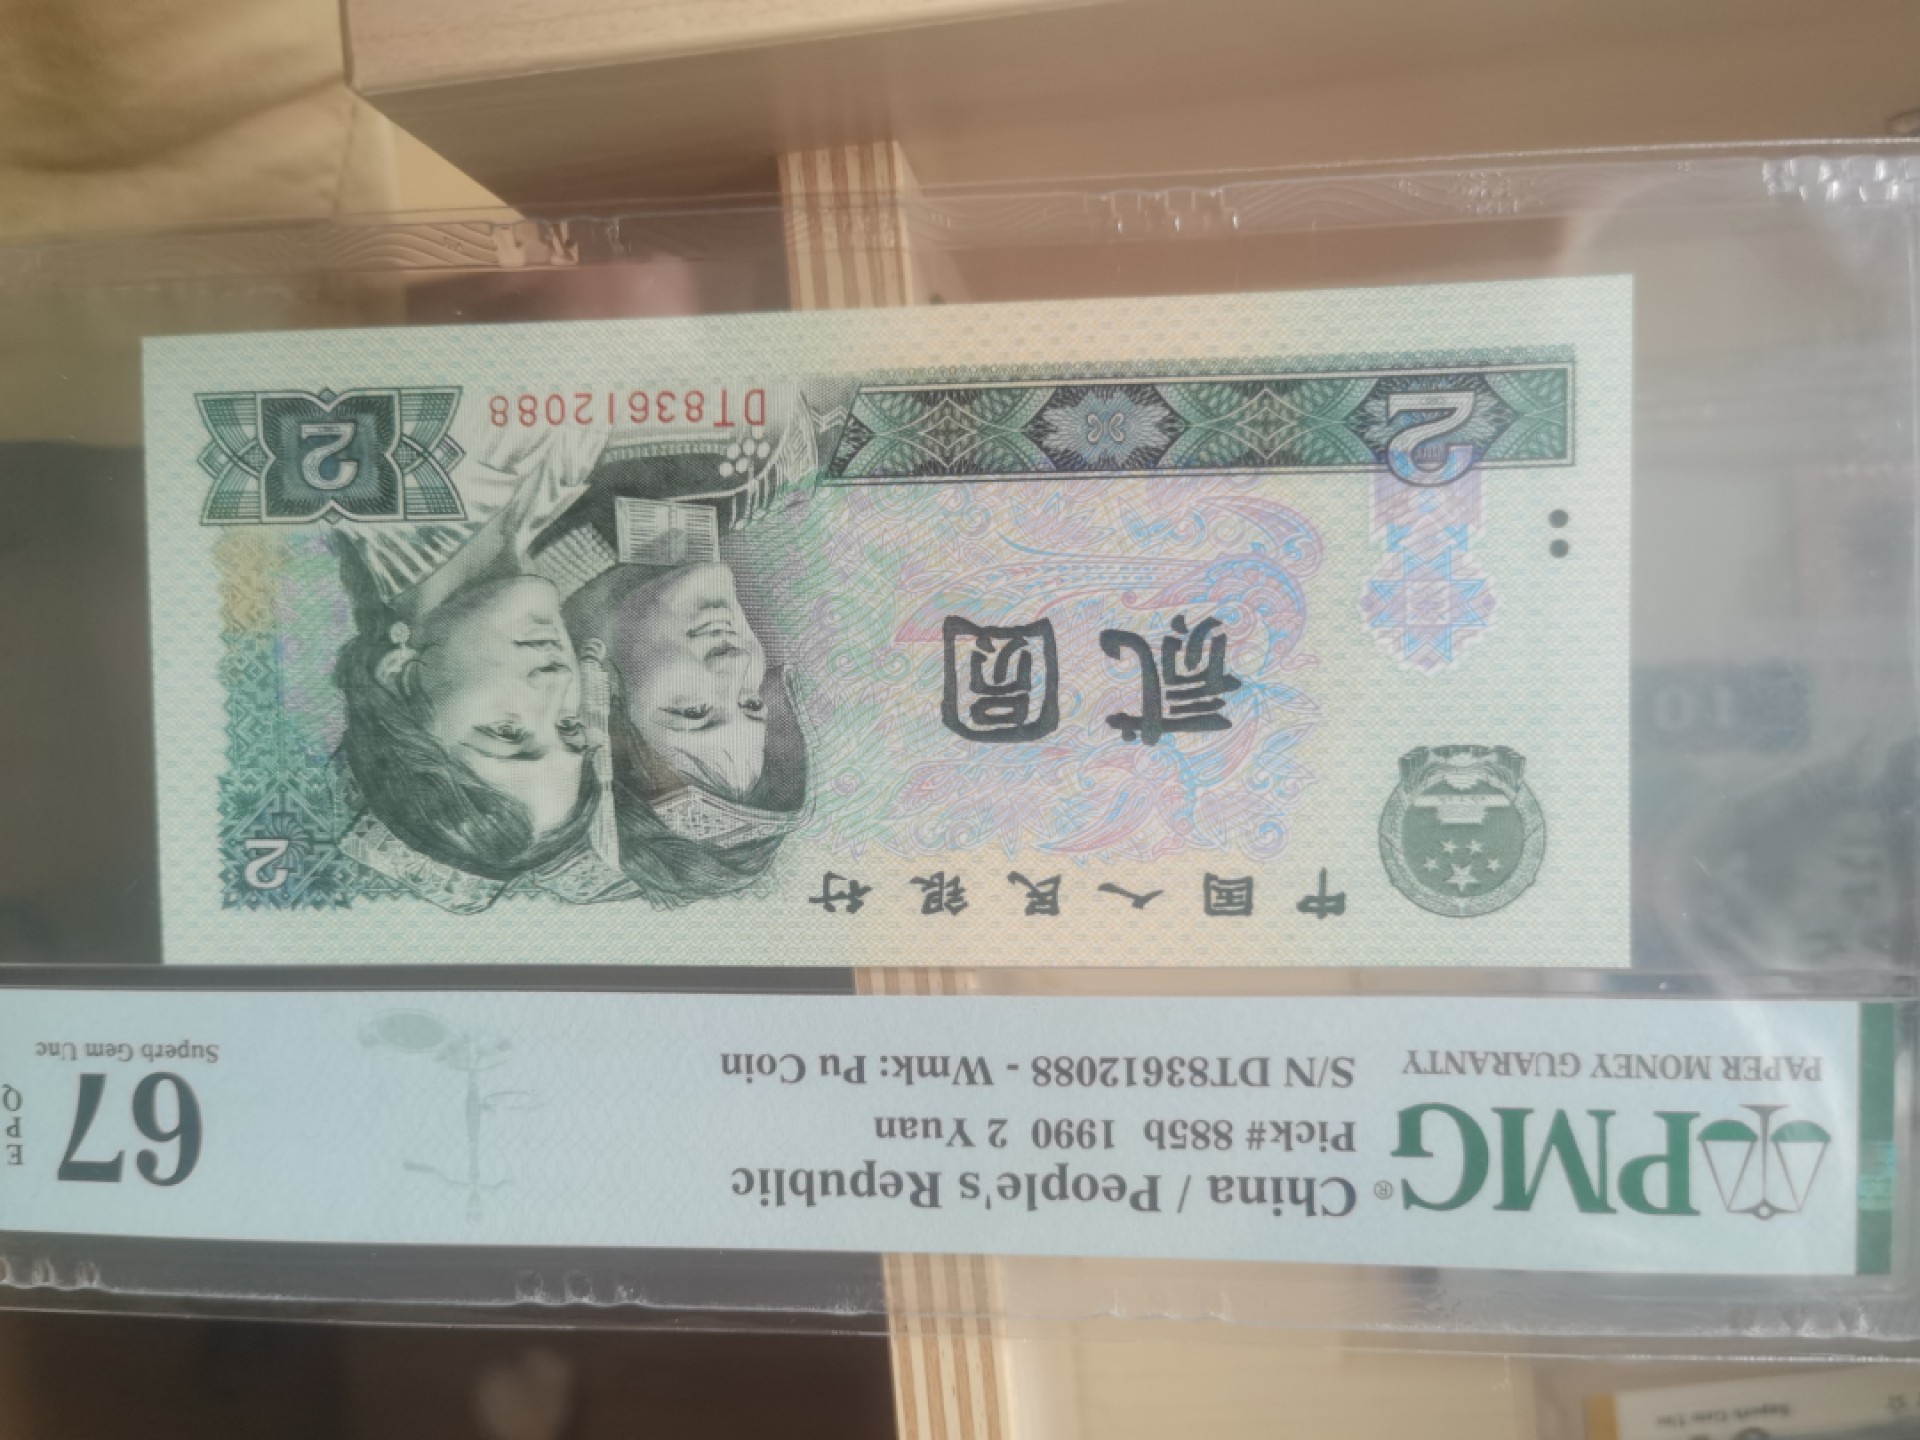 PMG®
PAPER MONEY GUARANTY
China / People's Republic
Pick# 885b 1990 2 Yuan
S/N DT83612088 - Wmk: Pu Coin
67
EPQ
Superb Gem Unc
中国人民银行
2
贰圆
2
DT83612088
2
10